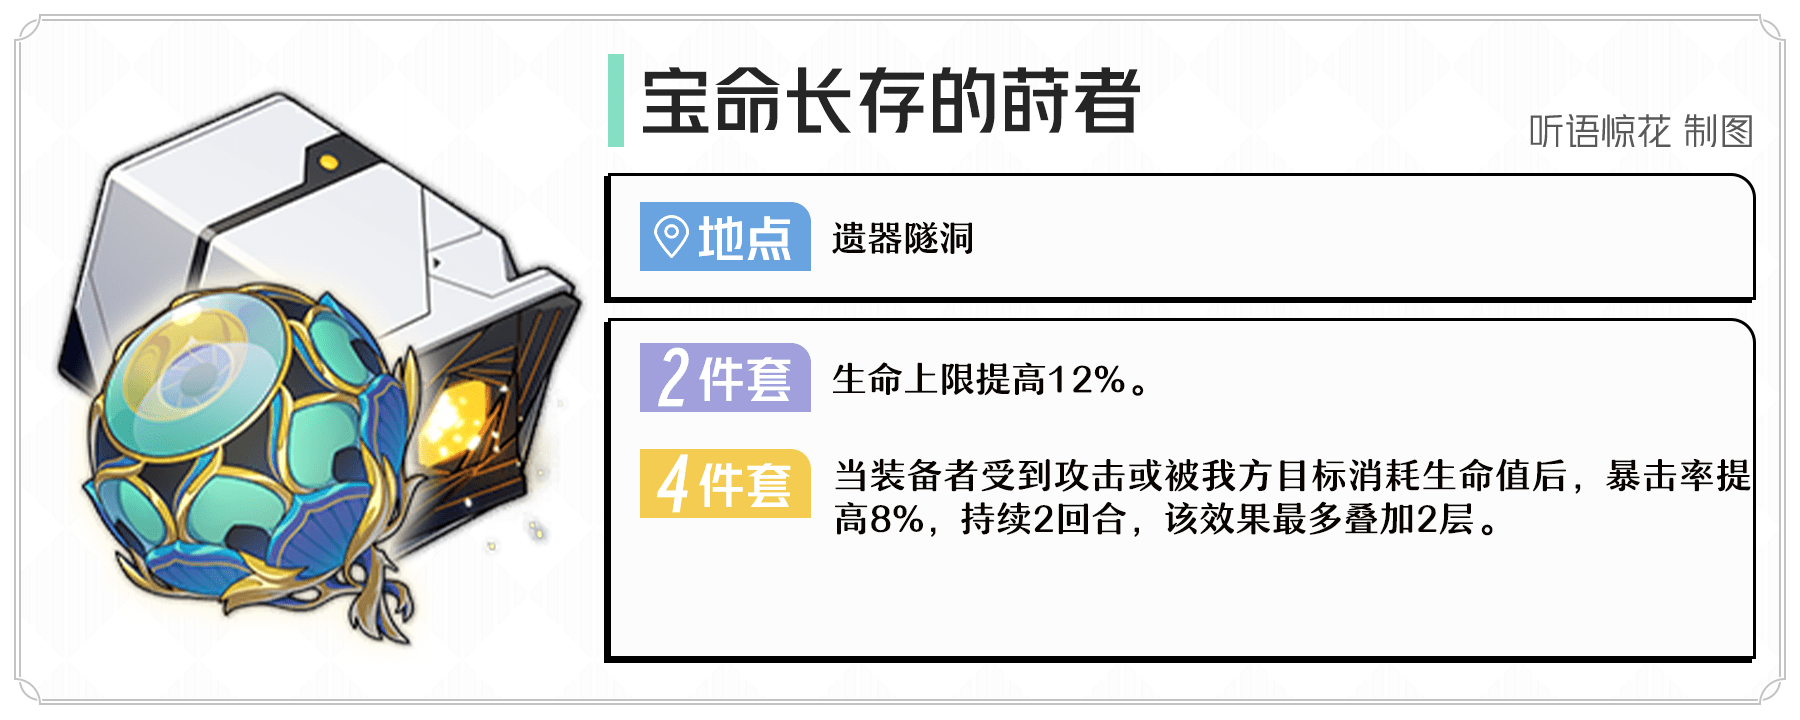 宝命长存的莳者
听语惊花 制图
地点
遗器隧洞
2件套
生命上限提高12%。
4件套
当装备者受到攻击或被我方目标消耗生命值后，暴击率提
高8%，持续2回合，该效果最多叠加2层。